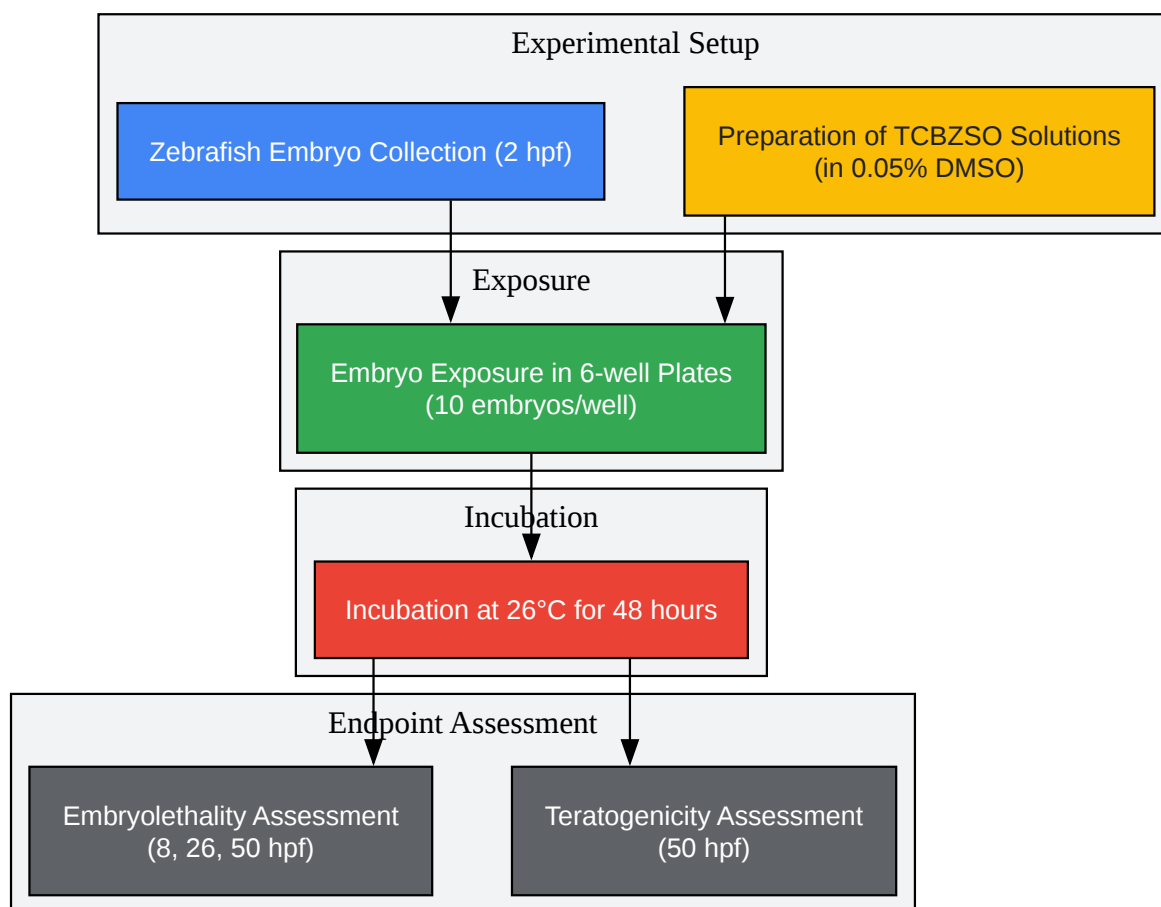 Experimental Setup
Zebrafish Embryo Collection (2 hpf)
Preparation of TCBZSO Solutions
(in 0.05% DMSO)
Exposure
Embryo Exposure in 6-well Plates
(10 embryos/well)
Incubation
Incubation at 26°C for 48 hours
Endpoint Assessment
Embryolethality Assessment
(8, 26, 50 hpf)
Teratogenicity Assessment
(50 hpf)